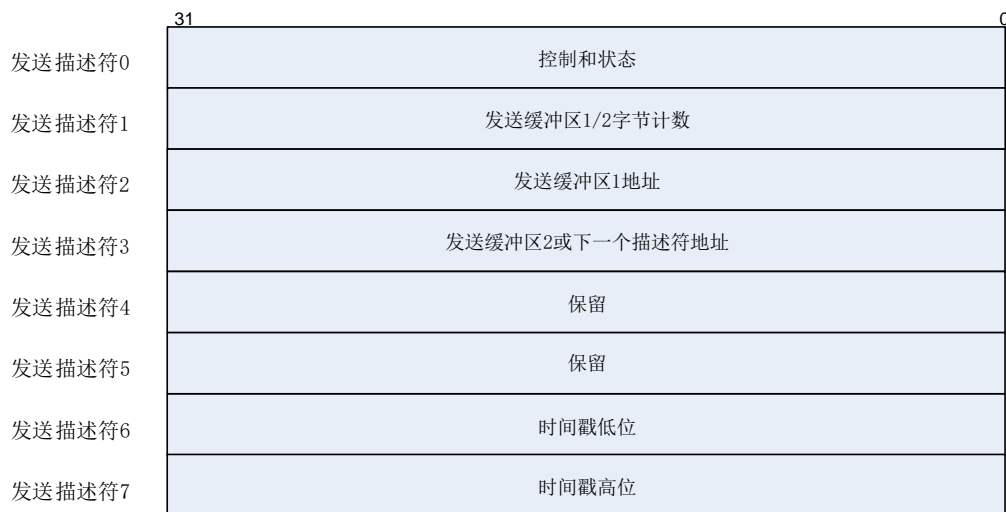 31 0
发送描述符0 控制和状态
发送描述符1 发送缓冲区1/2字节计数
发送描述符2 发送缓冲区1地址
发送描述符3 发送缓冲区2或下一个描述符地址
发送描述符4 保留
发送描述符5 保留
发送描述符6 时间戳低位
发送描述符7 时间戳高位